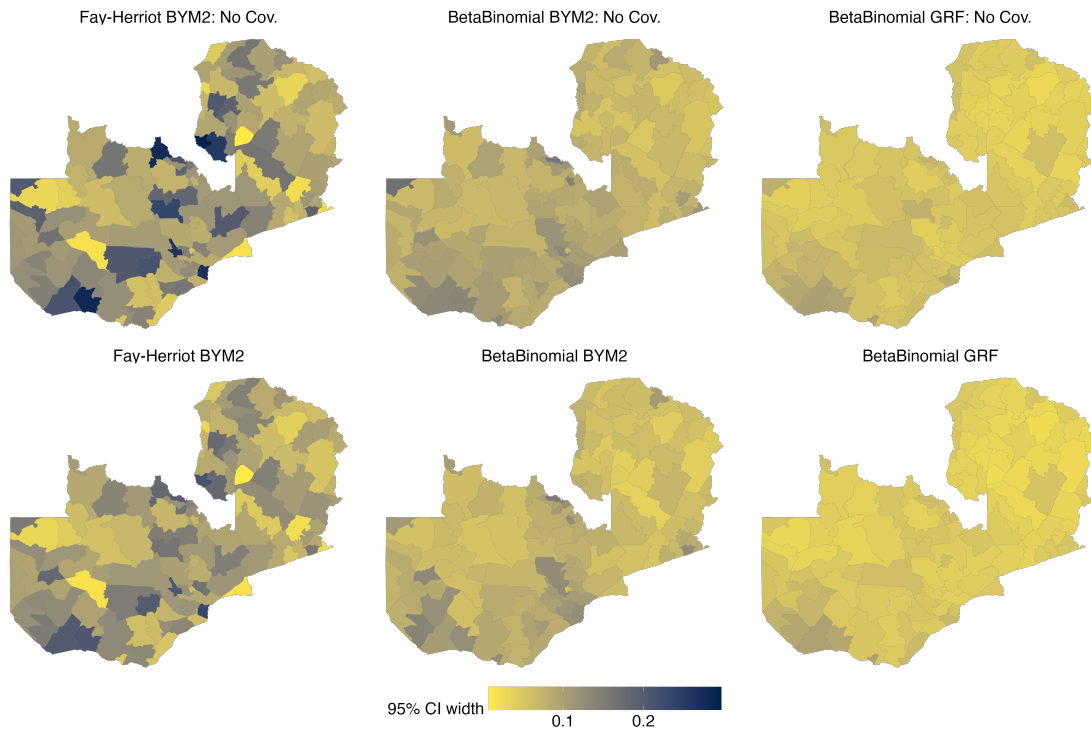 Fay-Herriot BYM2: No Cov.
BetaBinomial BYM2: No Cov.
BetaBinomial GRF: No Cov.
Fay-Herriot BYM2
BetaBinomial BYM2
BetaBinomial GRF
95% CI width
0.1
0.2